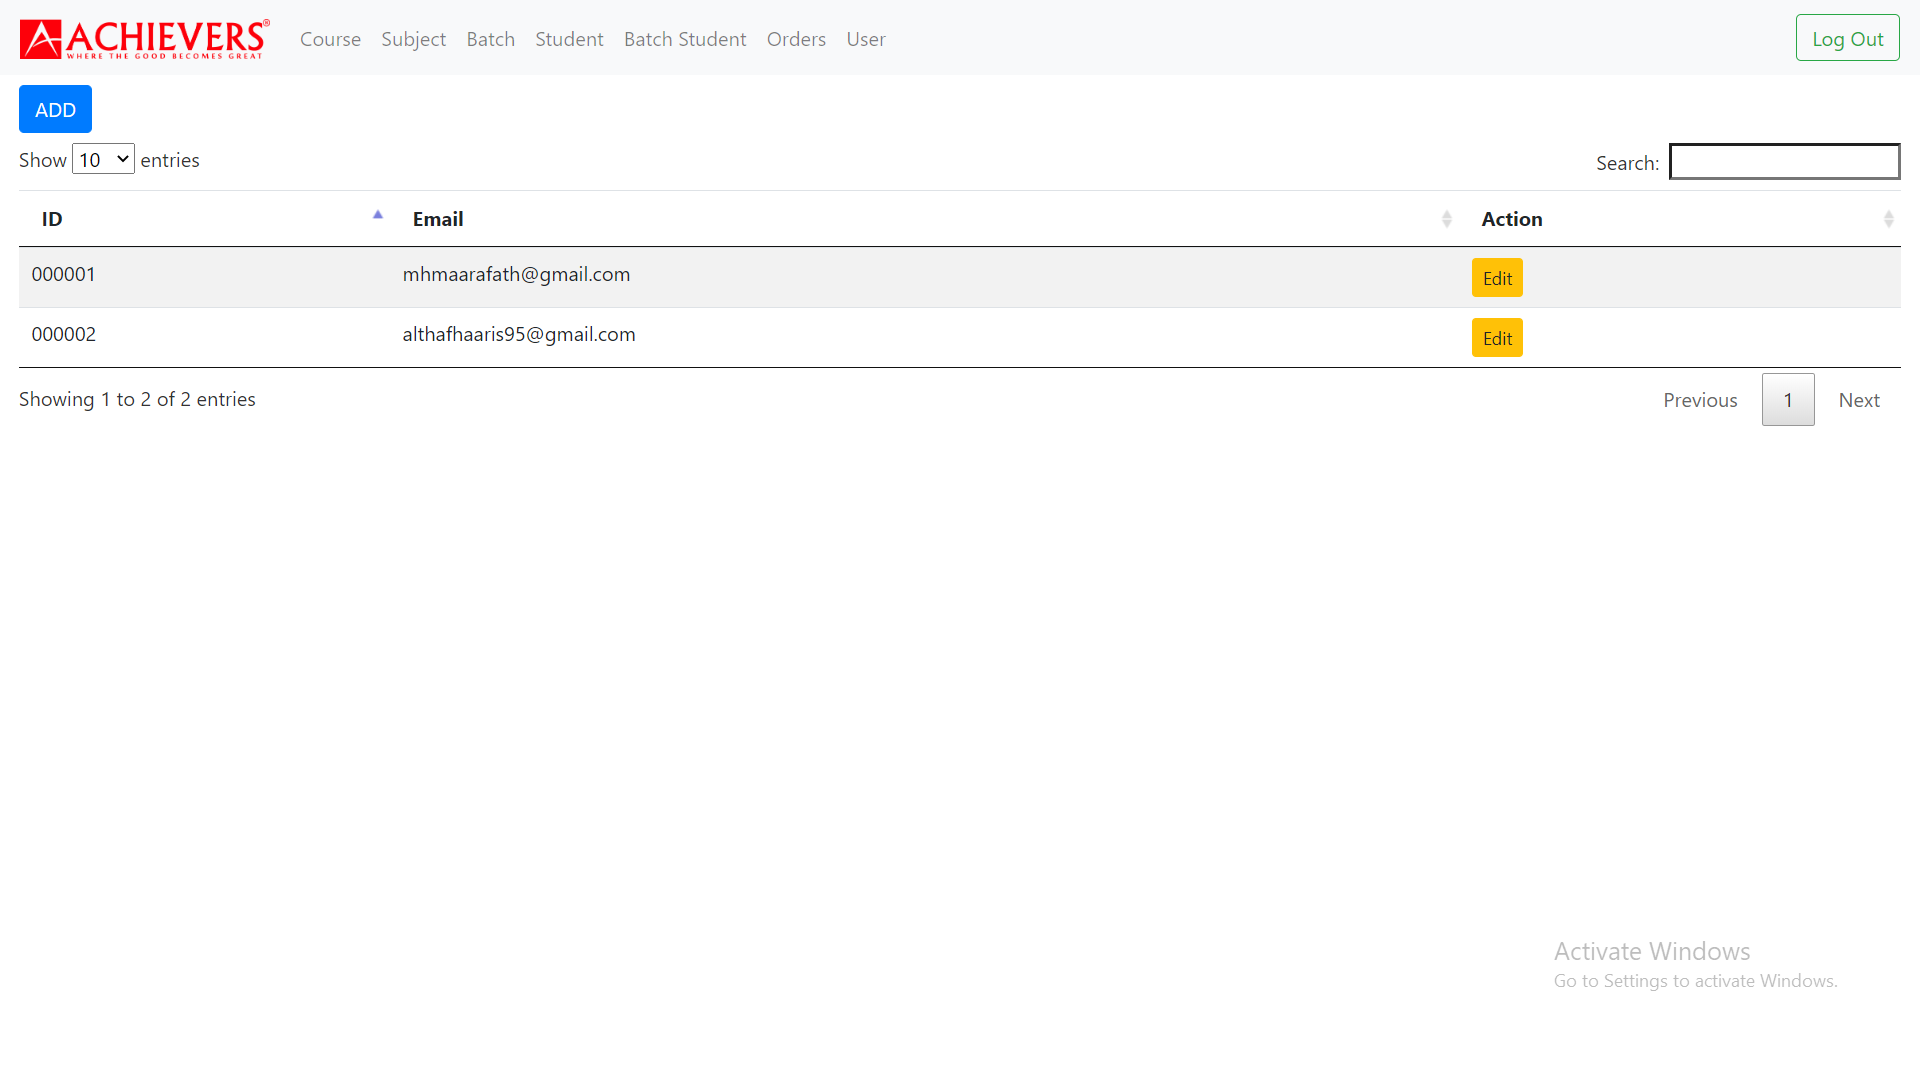 ACHIEVERS®
WHERE THE GOOD BECOMES GREAT
Course Subject Batch Student Batch Student Orders User Log Out
ADD
Show 10 entries Search:
ID Email Action
000001 mhmaarafath@gmail.com Edit
000002 althafhaaris95@gmail.com Edit
Showing 1 to 2 of 2 entries Previous 1 Next
Activate Windows
Go to Settings to activate Windows.